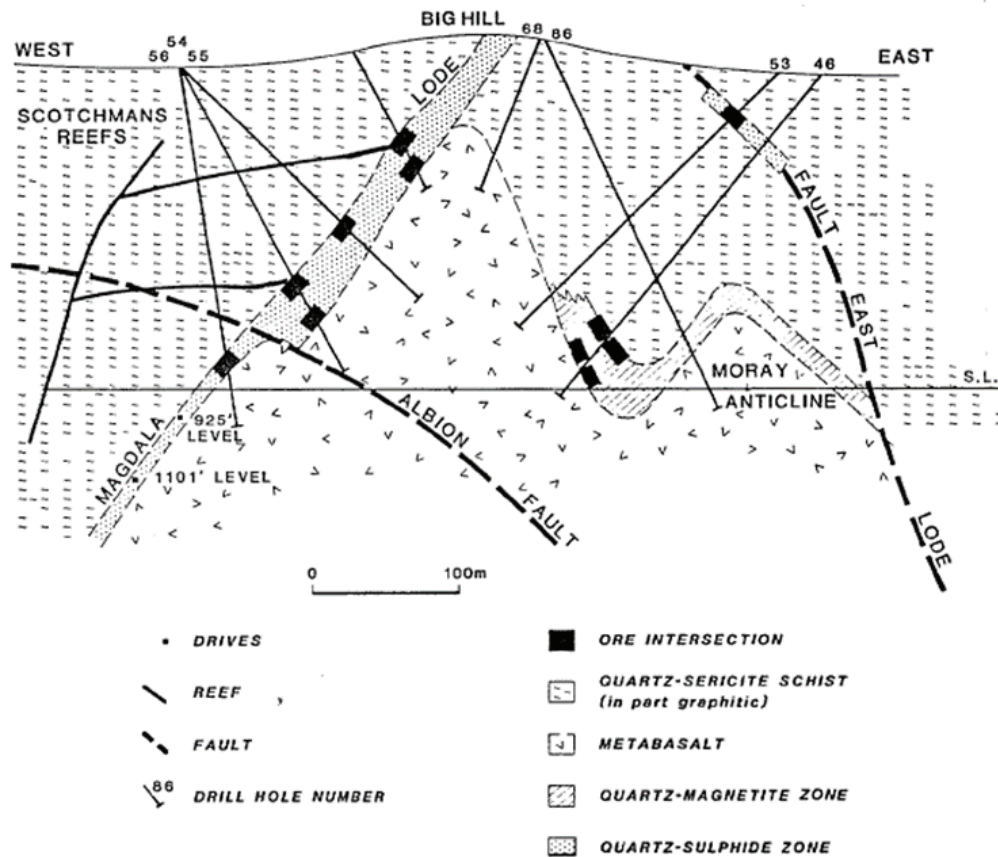 BIG HILL
WEST
54
56 55
68 86
53 46
EAST
LODE
SCOTCHMANS
REEFS
FAULT
EAST
MORAY
ANTICLINE
S.L.
ALBION
FAULT
MAGDALA
925' LEVEL
1101' LEVEL
LODE
0 100m
DRIVES
REEF
FAULT
86 DRILL HOLE NUMBER
ORE INTERSECTION
QUARTZ-SERICITE SCHIST
(in part graphitic)
METABASALT
QUARTZ-MAGNETITE ZONE
QUARTZ-SULPHIDE ZONE